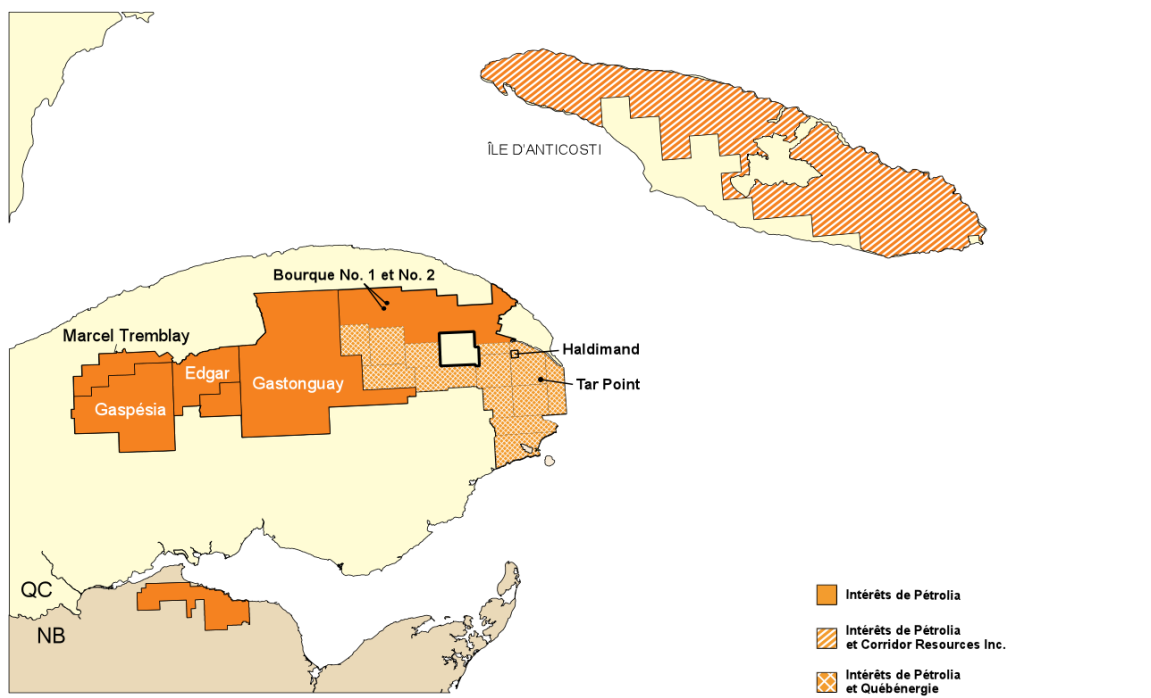 ÎLE D'ANTICOSTI
Bourque No. 1 et No. 2
Marcel Tremblay
Haldimand
Edgar
Gastonguay
Tar Point
Gaspésia
QC
NB
Intérêts de Pétrolia
Intérêts de Pétrolia
et Corridor Resources Inc.
Intérêts de Pétrolia
et Québénergie